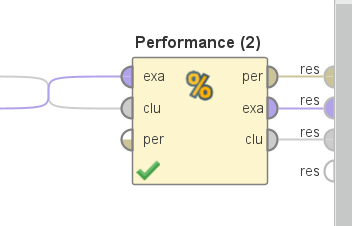 Performance (2)
exa per res
clu exa res
per clu res
res